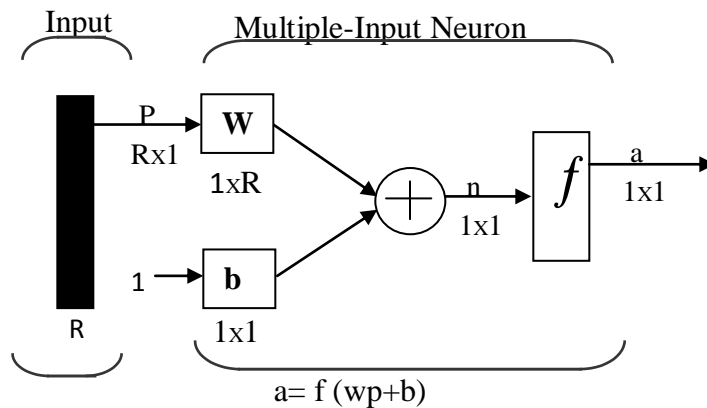 Input
Multiple-Input Neuron
P
W
Rx1
1xR
n
f
a
1x1
1x1
1
b
R
1x1
a= f (wp+b)